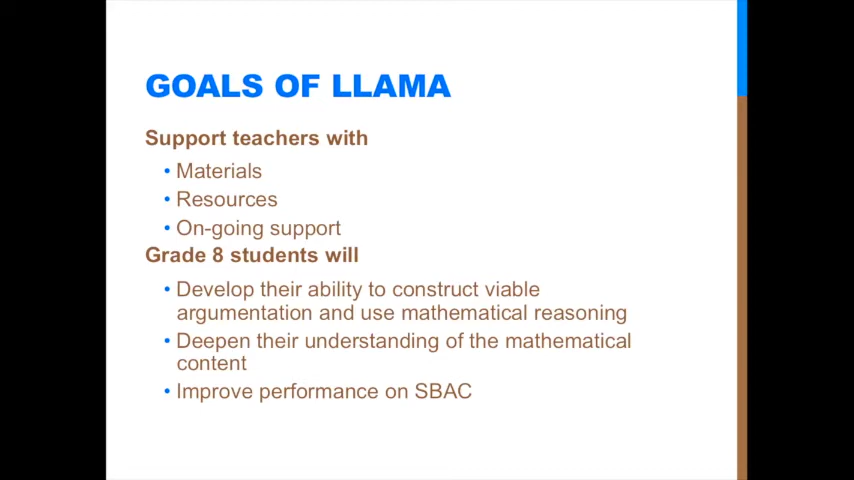 GOALS OF LLAMA
Support teachers with
• Materials
• Resources
• On-going support
Grade 8 students will
• Develop their ability to construct viable
argumentation and use mathematical reasoning
• Deepen their understanding of the mathematical
content
• Improve performance on SBAC